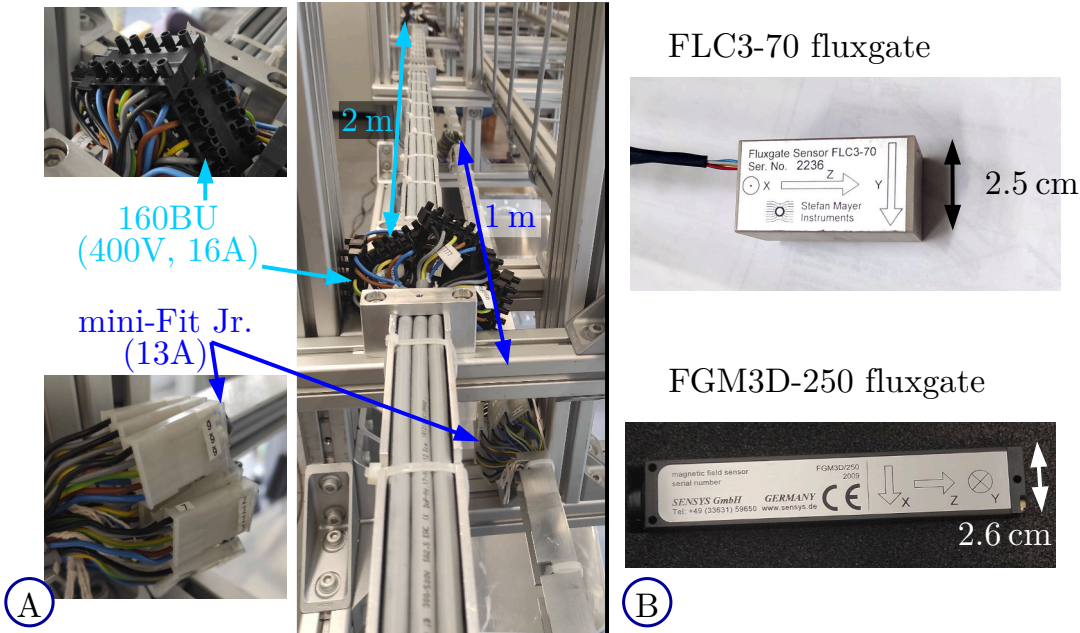 160BU
(400V, 16A)
mini-Fit Jr.
(13A)
2 m
1 m
A
FLC3-70 fluxgate
Fluxgate Sensor FLC3-70
Ser. No. 2236
X
Z
Y
Stefan Mayer
Instruments
2.5 cm
FGM3D-250 fluxgate
magnetic field sensor
serial number
FGM3D/250
2009
SENSYS GmbH GERMANY
Tel: +49 (33631) 59650 www.sensys.de
CE
X
Z
Y
2.6 cm
B